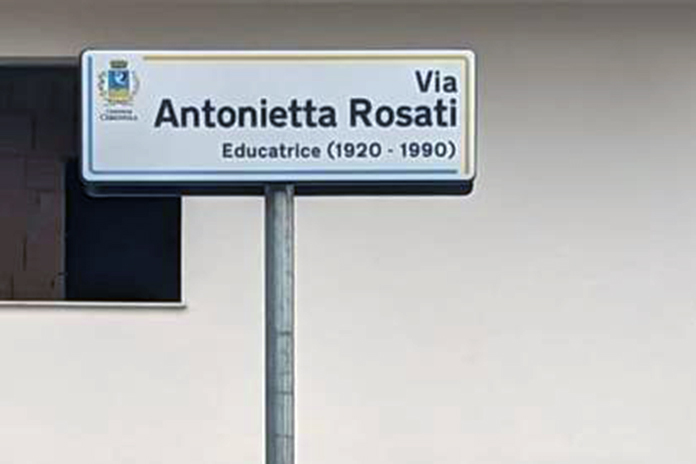 Via
Antonietta Rosati
Educatrice (1920 - 1990)